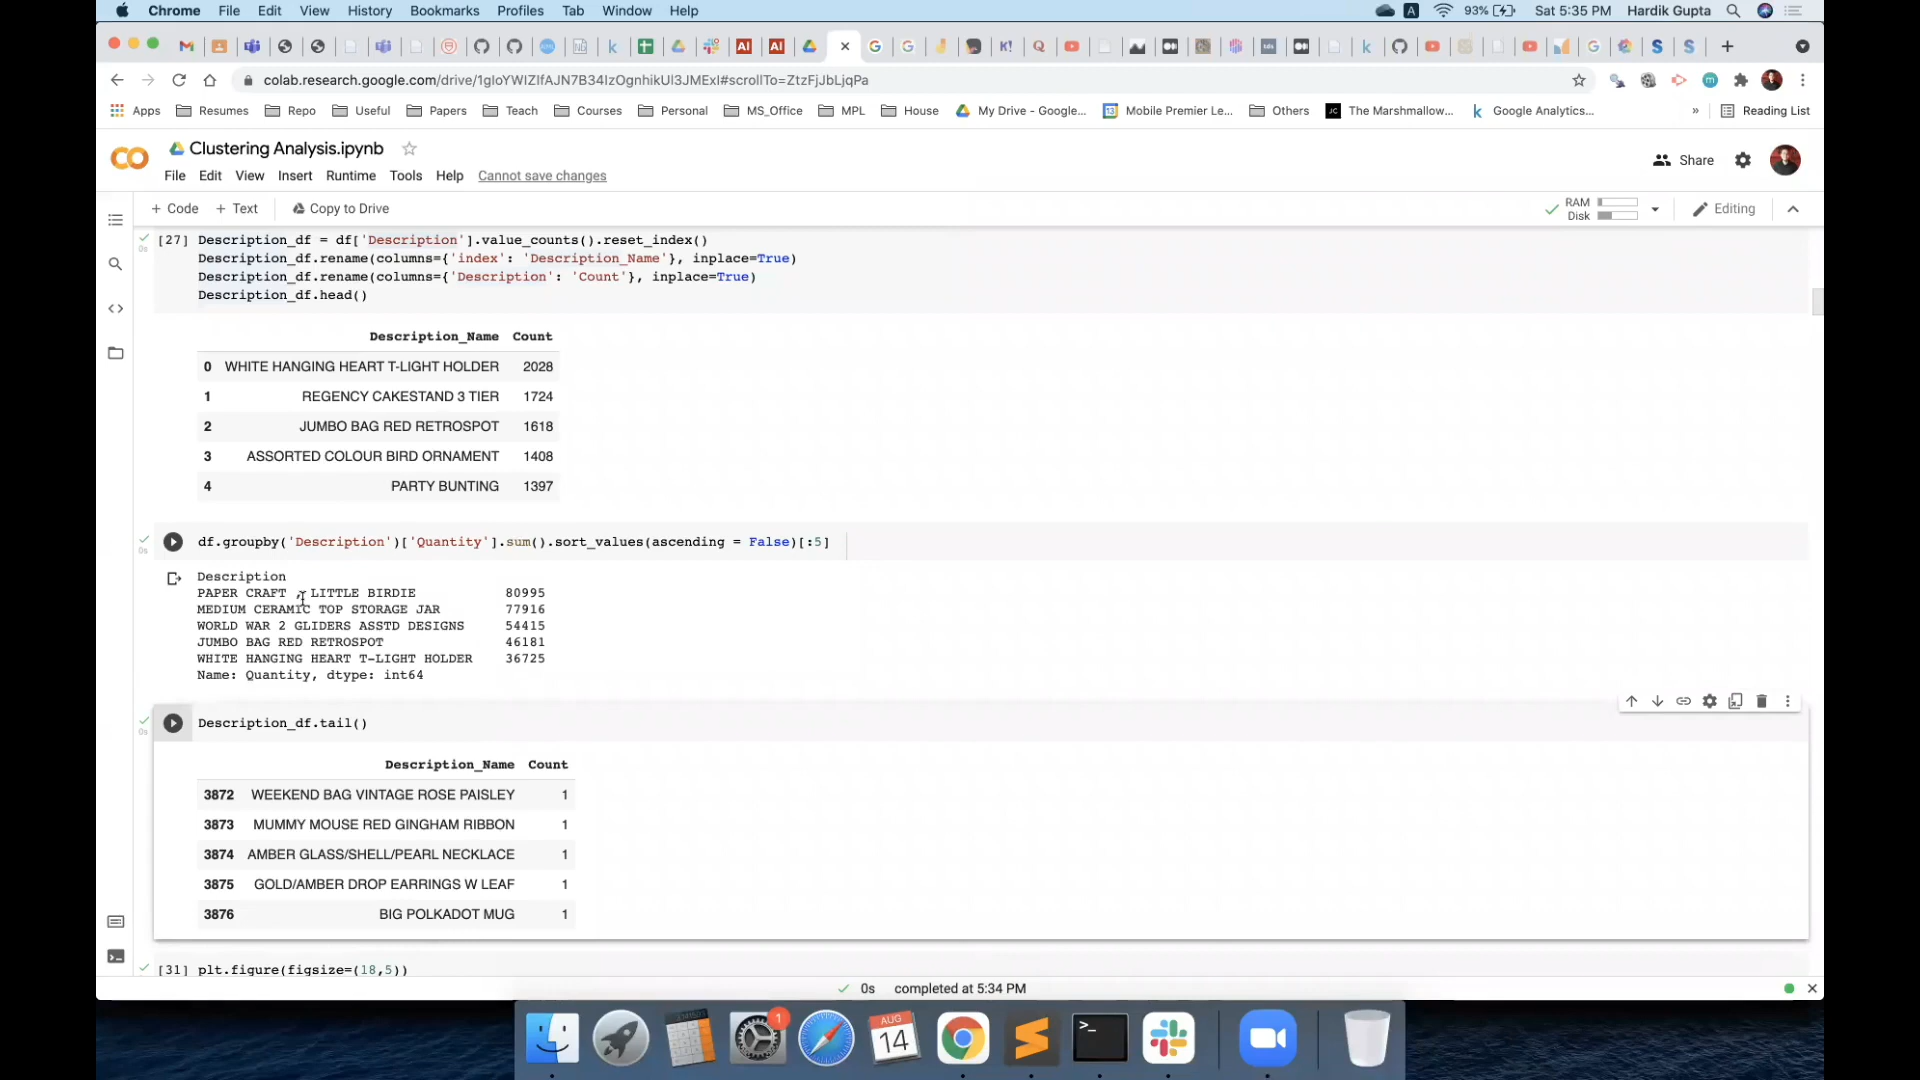 Chrome File Edit View History Bookmarks Profiles Tab Window Help 93% Sat 5:35 PM Hardik Gupta
colab.research.google.com/drive/1gIoYWIZIfAJN7B34IzOgnhikUl3JMExI#scrollTo=ZtzFjJbLjqPa
Apps Resumes Repo Useful Papers Teach Courses Personal MS_Office MPL House My Drive - Google... Mobile Premier Le... Others The Marshmallow... Google Analytics... » Reading List
Clustering Analysis.ipynb
Share
File Edit View Insert Runtime Tools Help Cannot save changes
+ Code + Text Copy to Drive RAM Disk Editing
[27] Description_df = df['Description'].value_counts().reset_index()
Description_df.rename(columns={'index': 'Description_Name'}, inplace=True)
Description_df.rename(columns={'Description': 'Count'}, inplace=True)
Description_df.head()
Description_Name Count
0 WHITE HANGING HEART T-LIGHT HOLDER 2028
1 REGENCY CAKESTAND 3 TIER 1724
2 JUMBO BAG RED RETROSPOT 1618
3 ASSORTED COLOUR BIRD ORNAMENT 1408
4 PARTY BUNTING 1397
df.groupby('Description')['Quantity'].sum().sort_values(ascending = False)[:5]
Description
PAPER CRAFT , LITTLE BIRDIE 80995
MEDIUM CERAMIC TOP STORAGE JAR 77916
WORLD WAR 2 GLIDERS ASSTD DESIGNS 54415
JUMBO BAG RED RETROSPOT 46181
WHITE HANGING HEART T-LIGHT HOLDER 36725
Name: Quantity, dtype: int64
Description_df.tail()
Description_Name Count
3872 WEEKEND BAG VINTAGE ROSE PAISLEY 1
3873 MUMMY MOUSE RED GINGHAM RIBBON 1
3874 AMBER GLASS/SHELL/PEARL NECKLACE 1
3875 GOLD/AMBER DROP EARRINGS W LEAF 1
3876 BIG POLKADOT MUG 1
[31] plt.figure(figsize=(18,5))
0s completed at 5:34 PM
AUG
14
1